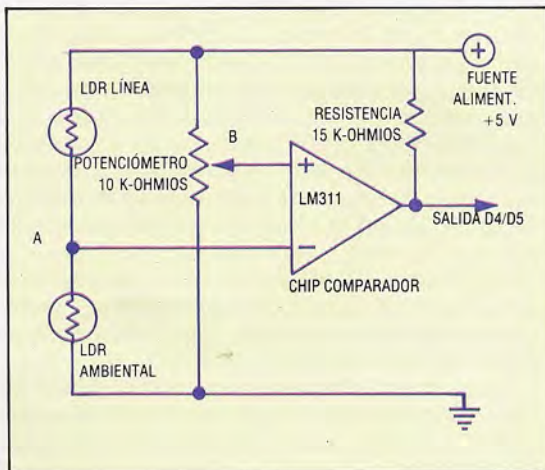 LDR LÍNEA
FUENTE
ALIMENT.
+5 V
RESISTENCIA
15 K-OHMIOS
POTENCIÓMETRO
10 K-OHMIOS
B
+
LM311
−
SALIDA D4/D5
A
CHIP COMPARADOR
LDR
AMBIENTAL